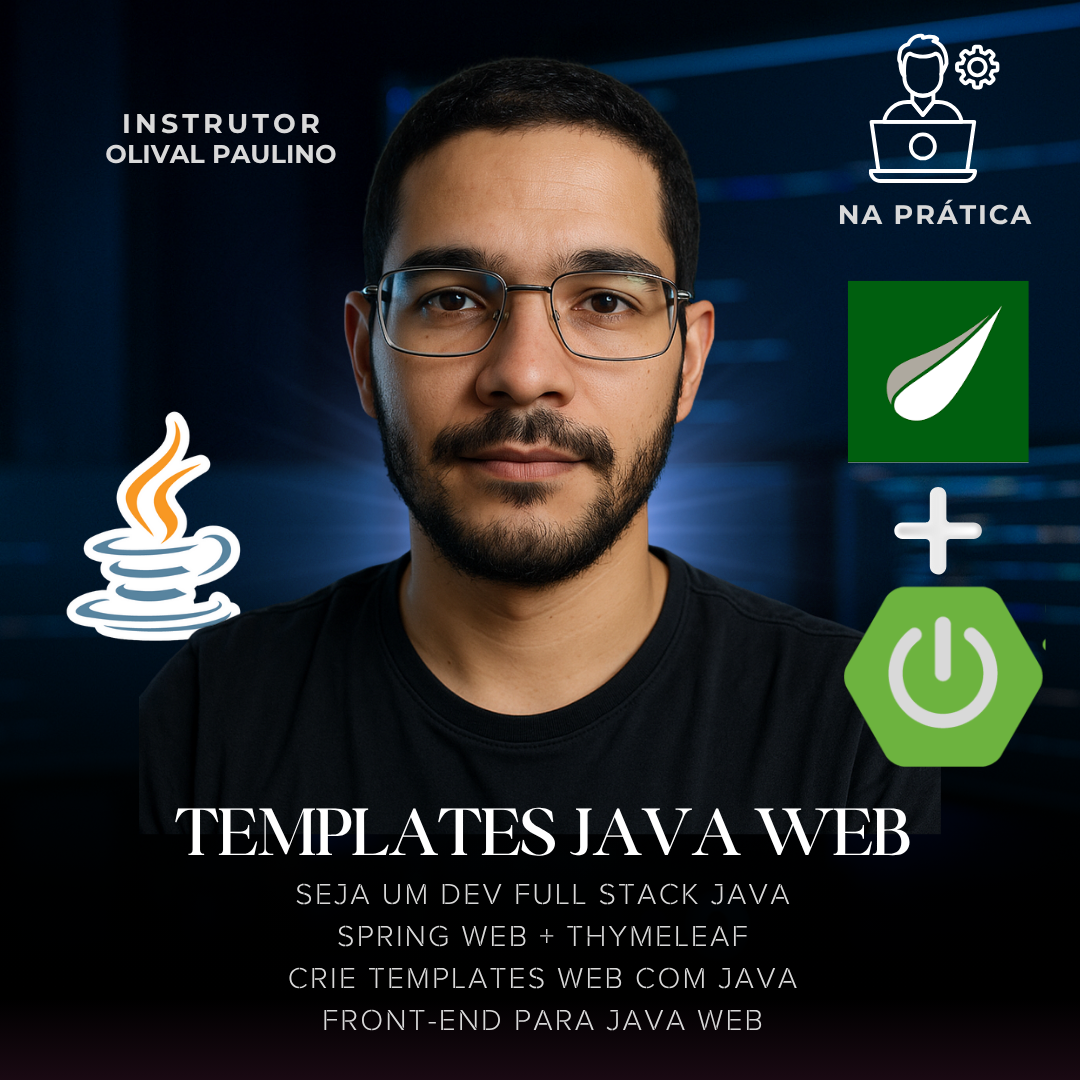 INSTRUTOR
OLIVAL PAULINO
NA PRÁTICA
TEMPLATES JAVA WEB
SEJA UM DEV FULL STACK JAVA
SPRING WEB + THYMELEAF
CRIE TEMPLATES WEB COM JAVA
FRONT-END PARA JAVA WEB